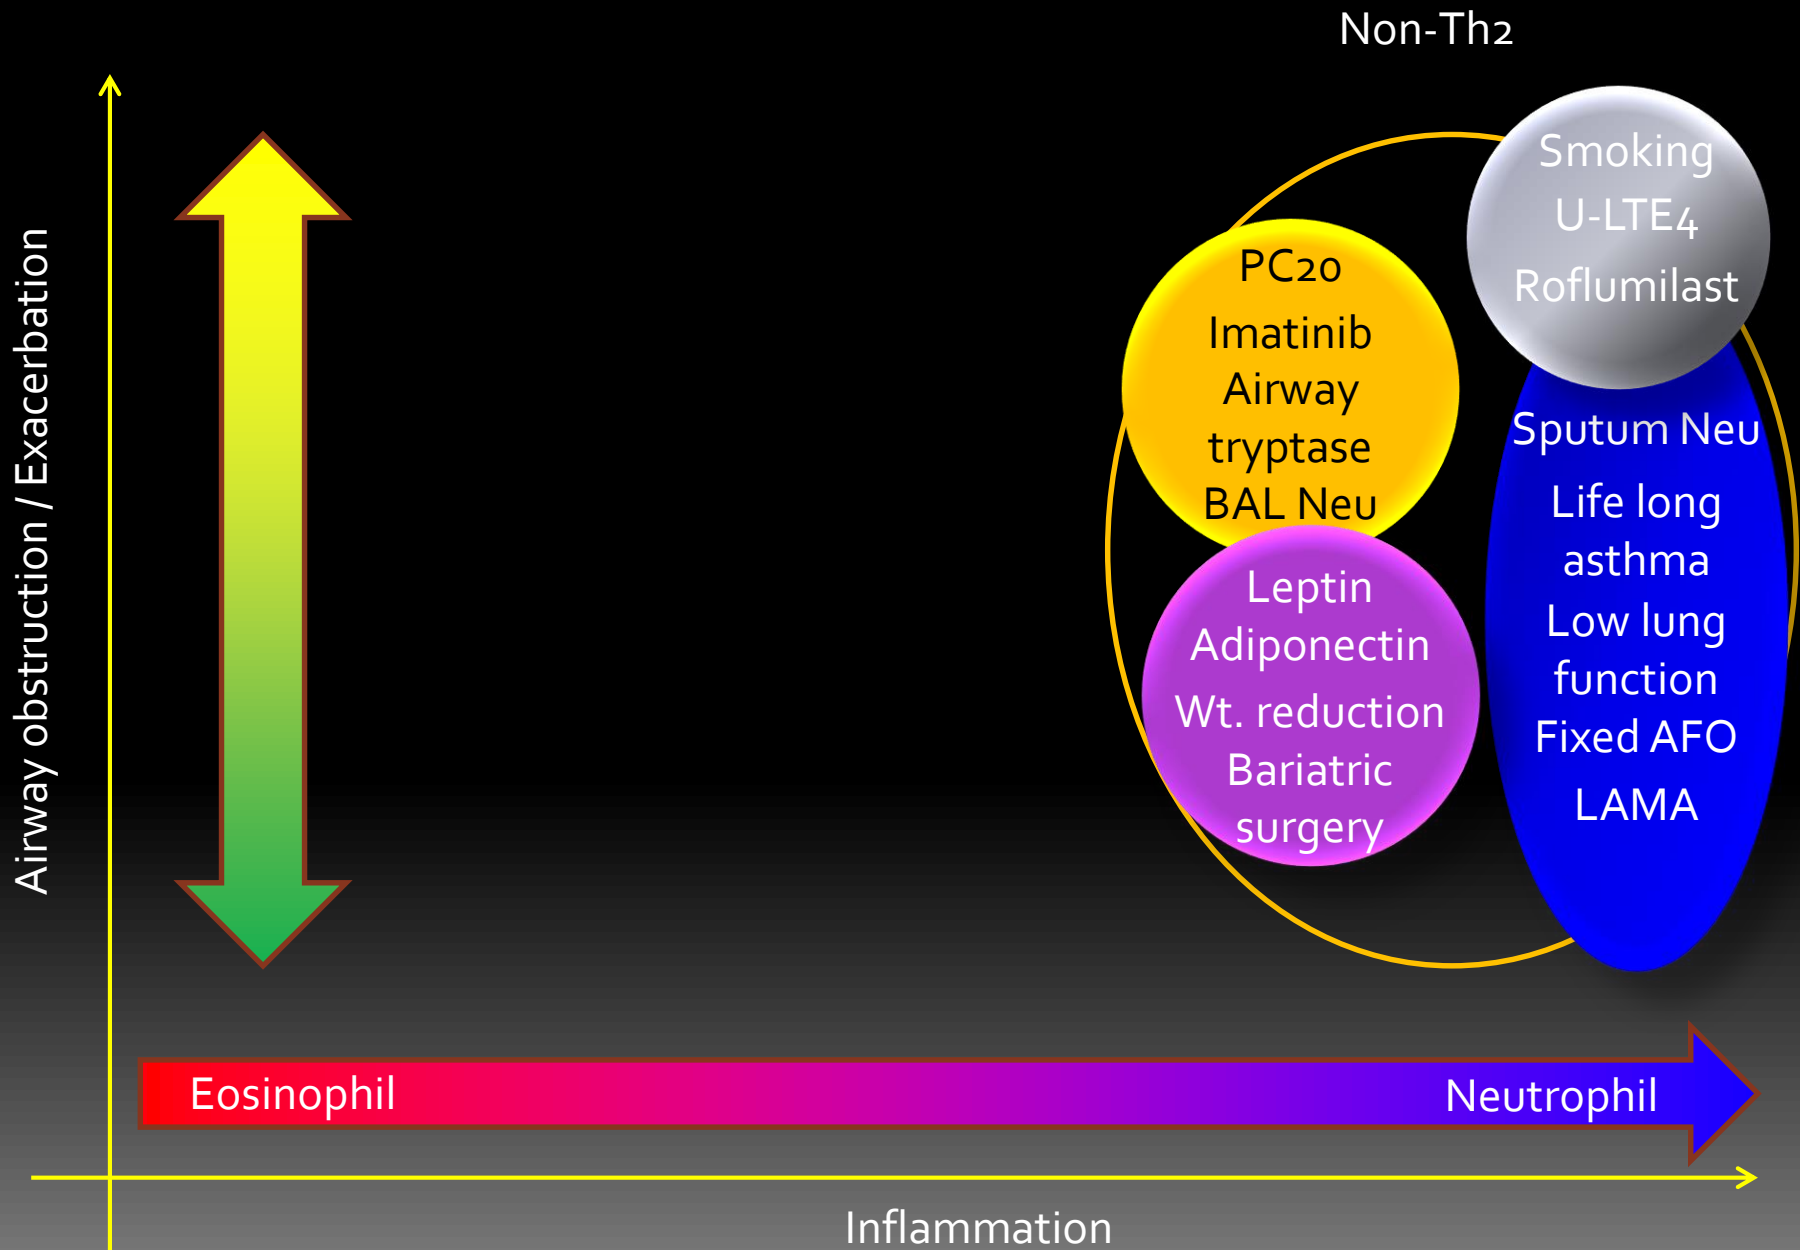 Non-Th2
Smoking
U-LTE4
Roflumilast
PC20
Imatinib
Airway
tryptase
BAL Neu
Sputum Neu
Life long
asthma
Low lung
function
Fixed AFO
LAMA
Leptin
Adiponectin
Wt. reduction
Bariatric
surgery
Airway obstruction / Exacerbation
Eosinophil
Neutrophil
Inflammation